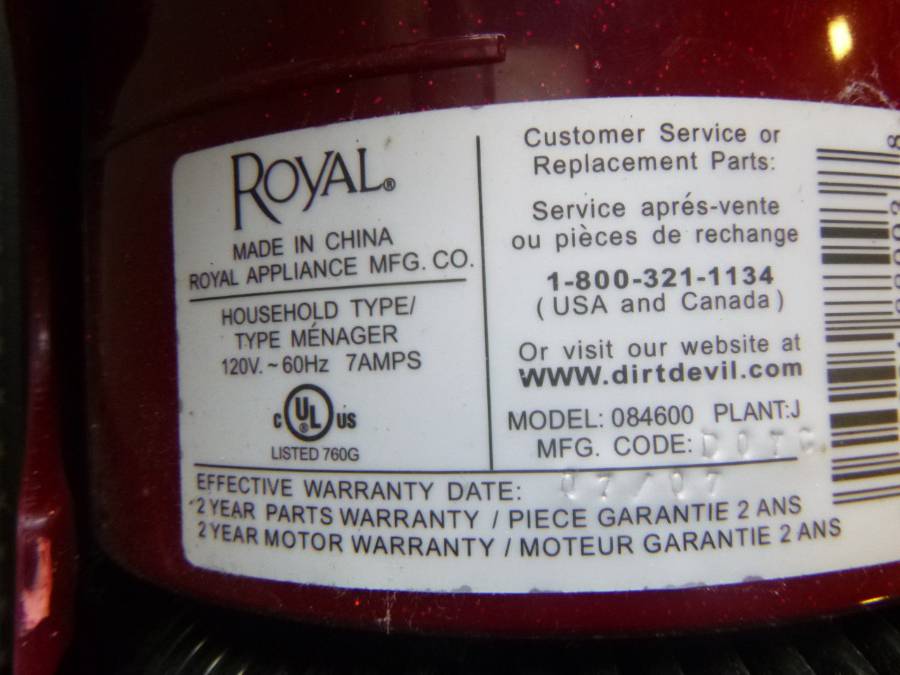 ROYAL®
MADE IN CHINA
ROYAL APPLIANCE MFG. CO.
HOUSEHOLD TYPE/
TYPE MÉNAGER
120V. ~ 60Hz 7AMPS
C UL® US
LISTED 760G
Customer Service or
Replacement Parts:
Service aprés-vente
ou pièces de rechange
1-800-321-1134
( USA and Canada )
Or visit our website at
WWW.dirtdevil.com
MODEL: 084600 PLANT:J
MFG. CODE:
EFFECTIVE WARRANTY DATE: 07/07
2 YEAR PARTS WARRANTY / PIECE GARANTIE 2 ANS
2 YEAR MOTOR WARRANTY / MOTEUR GARANTIE 2 ANS